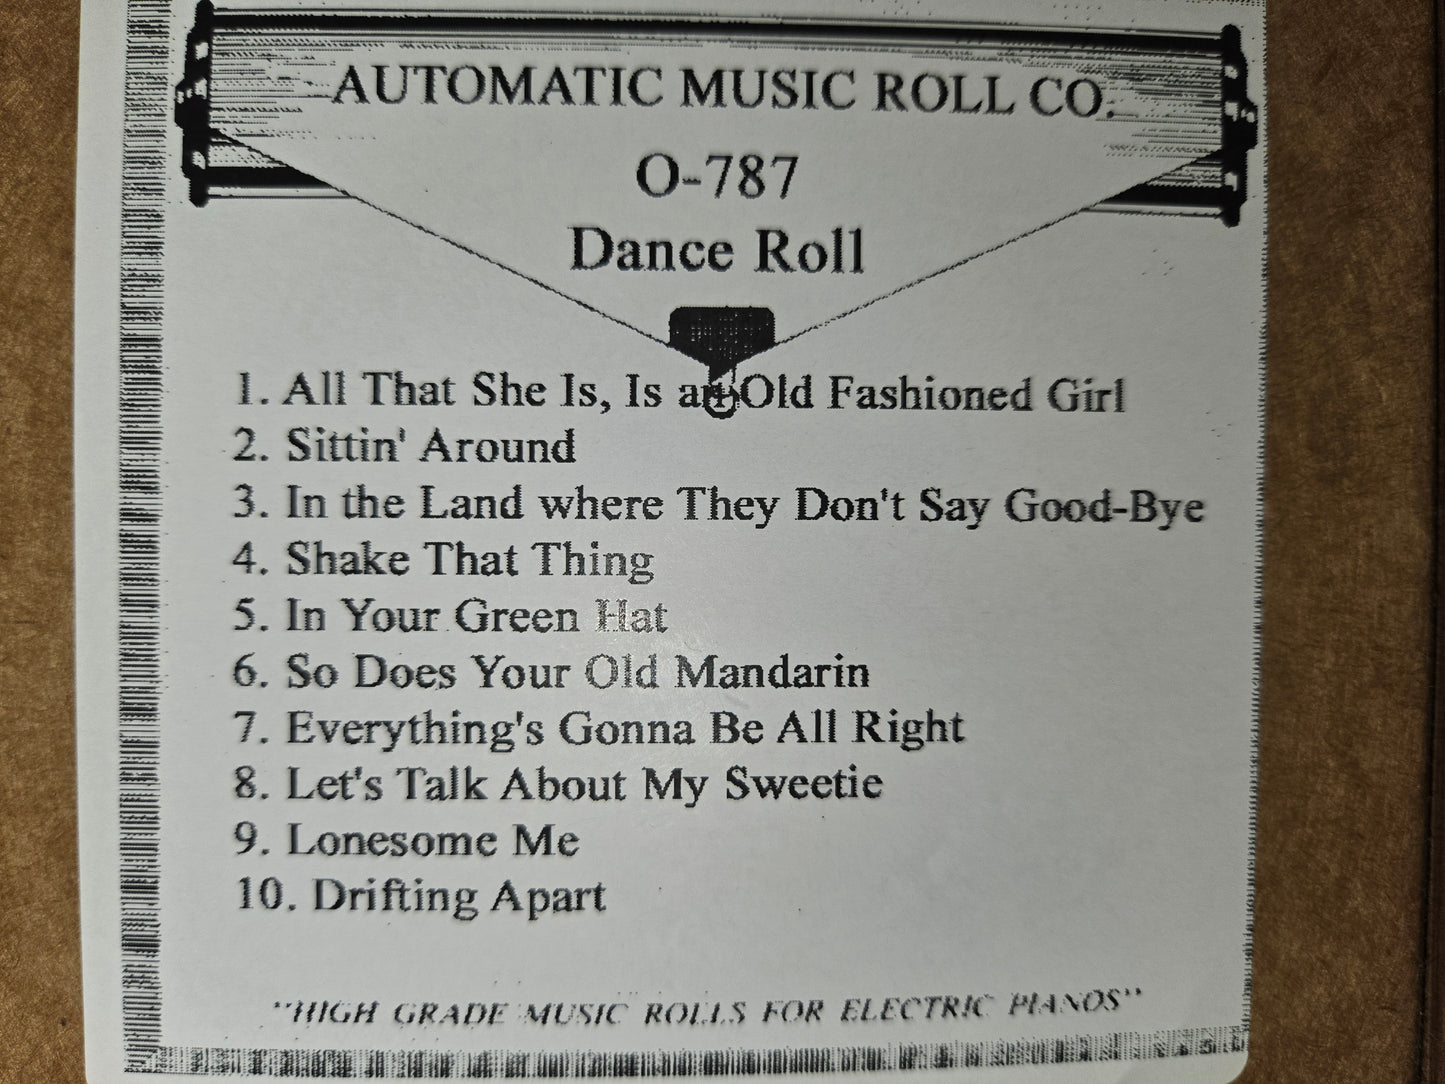 AUTOMATIC MUSIC ROLL CO.
O-787
Dance Roll
1. All That She Is, Is an Old Fashioned Girl
2. Sittin' Around
3. In the Land where They Don't Say Good-Bye
4. Shake That Thing
5. In Your Green Hat
6. So Does Your Old Mandarin
7. Everything's Gonna Be All Right
8. Let's Talk About My Sweetie
9. Lonesome Me
10. Drifting Apart
"HIGH GRADE MUSIC ROLLS FOR ELECTRIC PIANOS"